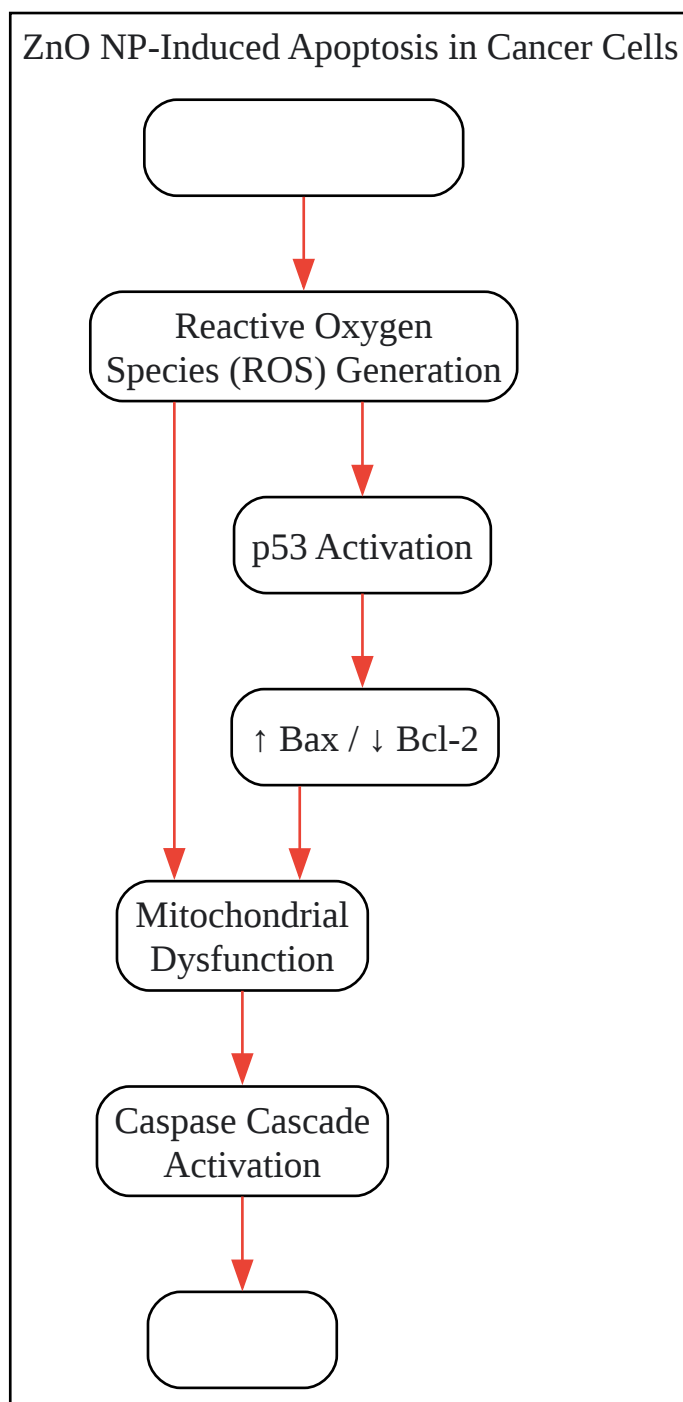 ZnO NP-Induced Apoptosis in Cancer Cells
Reactive Oxygen
Species (ROS) Generation
p53 Activation
↑ Bax / ↓ Bcl-2
Mitochondrial
Dysfunction
Caspase Cascade
Activation